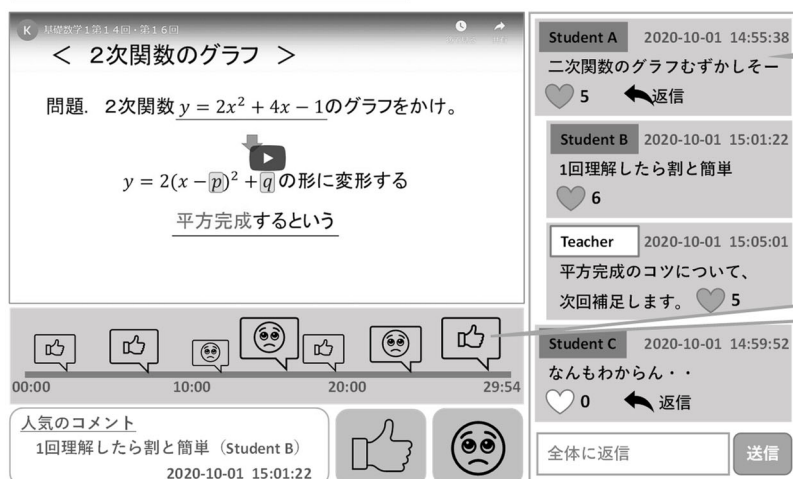 K 基礎数学1第14回・第16回
＜ 2次関数のグラフ ＞
問題. 2次関数 y = 2x² + 4x − 1のグラフをかけ。
y = 2(x − p)² + q の形に変形する
平方完成するという
00:00 10:00 20:00 29:54
人気のコメント
1回理解したら割と簡単（Student B）
2020-10-01 15:01:22
Student A 2020-10-01 14:55:38
二次関数のグラフむずかしそー
5 返信
Student B 2020-10-01 15:01:22
1回理解したら割と簡単
6
Teacher 2020-10-01 15:05:01
平方完成のコツについて、
次回補足します。 5
Student C 2020-10-01 14:59:52
なんもわからん・・
0 返信
全体に返信 送信